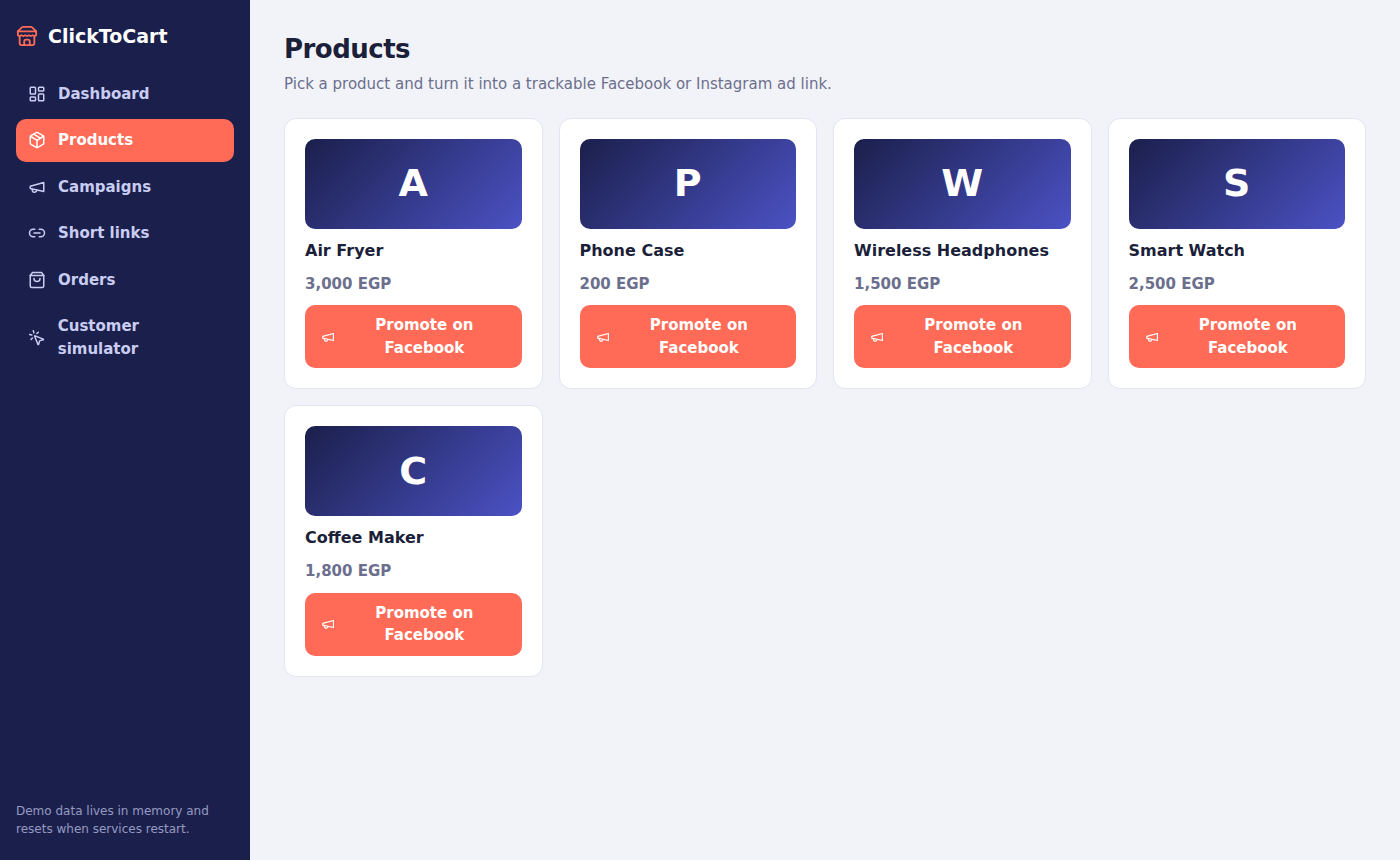 ClickToCart
Dashboard
Products
Campaigns
Short links
Orders
Customer
simulator
Demo data lives in memory and
resets when services restart.
Products
Pick a product and turn it into a trackable Facebook or Instagram ad link.
A
Air Fryer
3,000 EGP
Promote on
Facebook
P
Phone Case
200 EGP
Promote on
Facebook
W
Wireless Headphones
1,500 EGP
Promote on
Facebook
S
Smart Watch
2,500 EGP
Promote on
Facebook
C
Coffee Maker
1,800 EGP
Promote on
Facebook